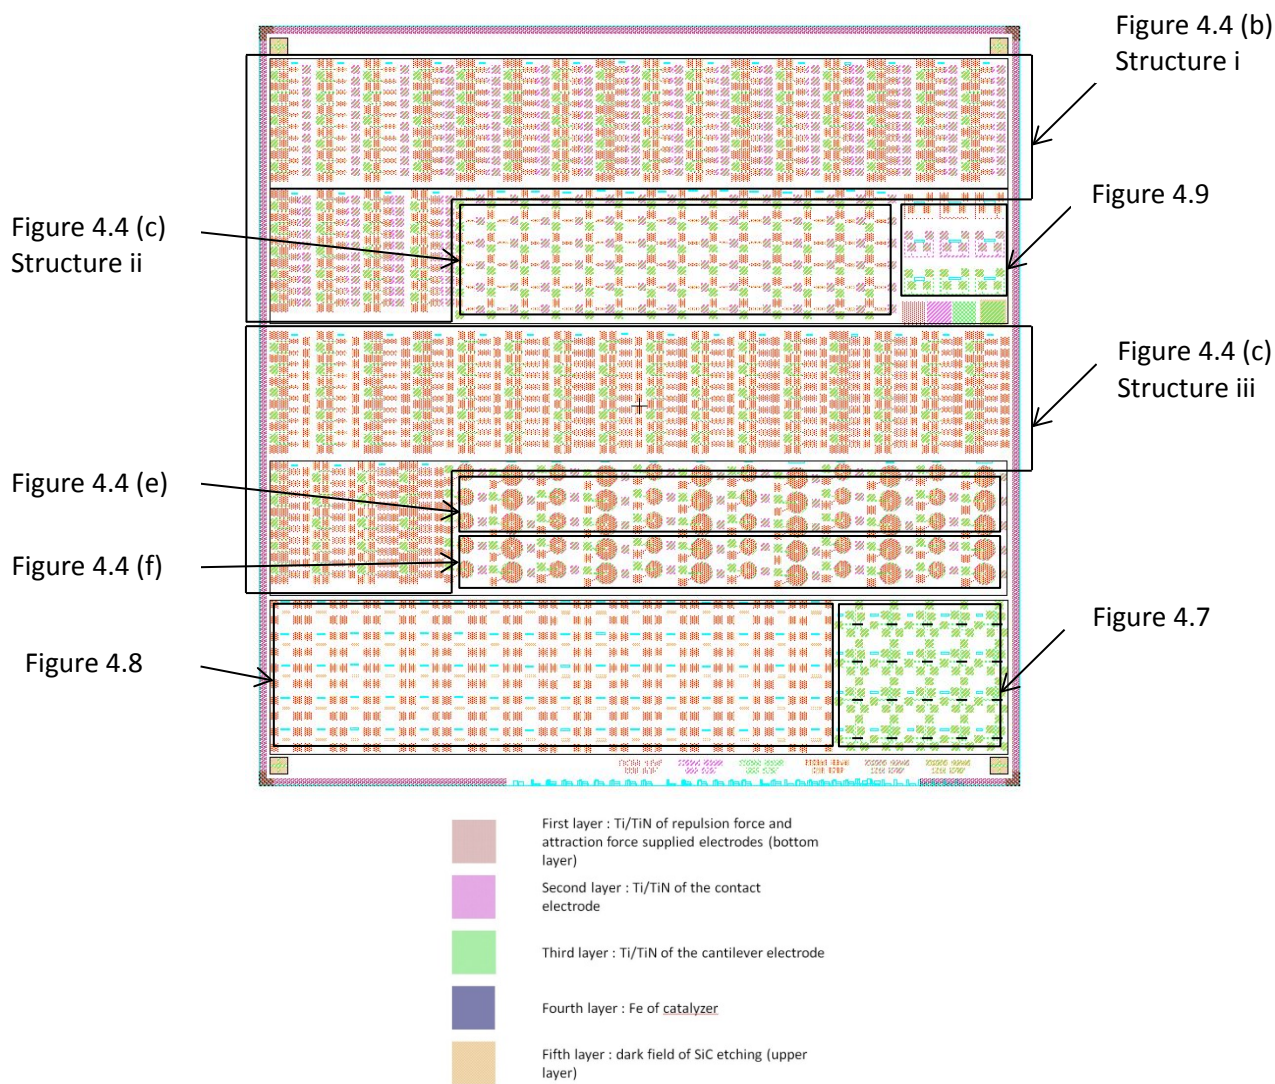 Figure 4.4 (b)
Structure i
Figure 4.9
Figure 4.4 (c)
Structure ii
Figure 4.4 (c)
Structure iii
Figure 4.4 (e)
Figure 4.4 (f)
Figure 4.7
Figure 4.8
First layer : Ti/TiN of repulsion force and
attraction force supplied electrodes (bottom
layer)
Second layer : Ti/TiN of the contact
electrode
Third layer : Ti/TiN of the cantilever electrode
Fourth layer : Fe of catalyzer
Fifth layer : dark field of SiC etching (upper
layer)